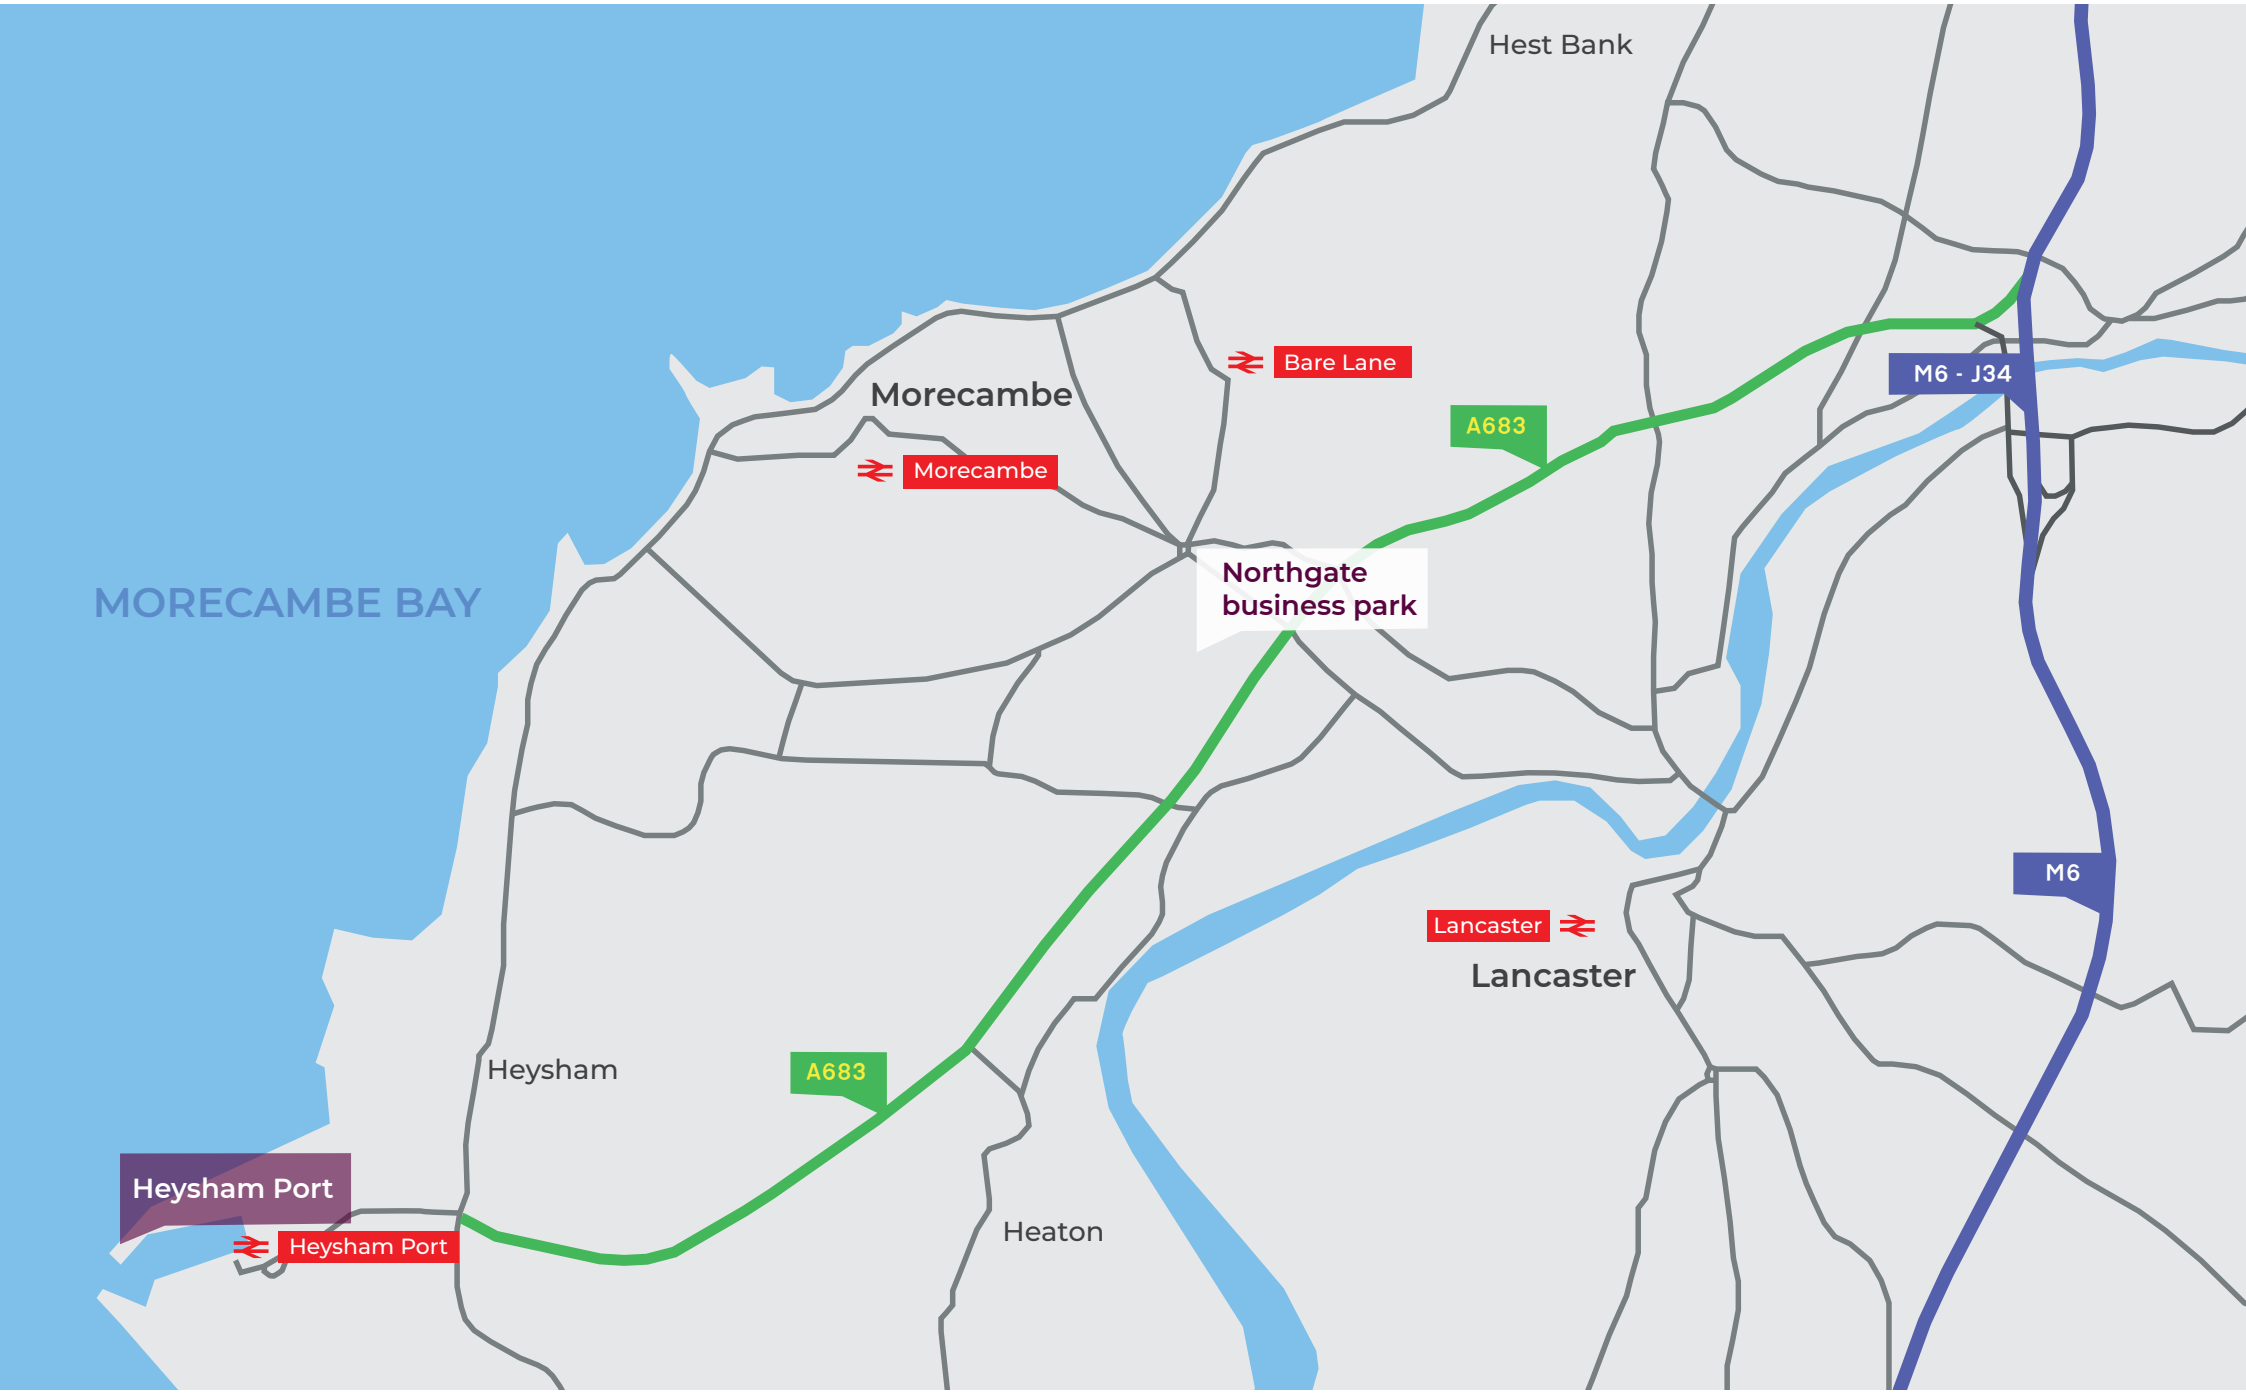 Hest Bank
Bare Lane
M6 - J34
Morecambe
A683
Morecambe
Northgate
business park
MORECAMBE BAY
M6
Lancaster
Lancaster
Heysham
A683
Heysham Port
Heaton
Heysham Port